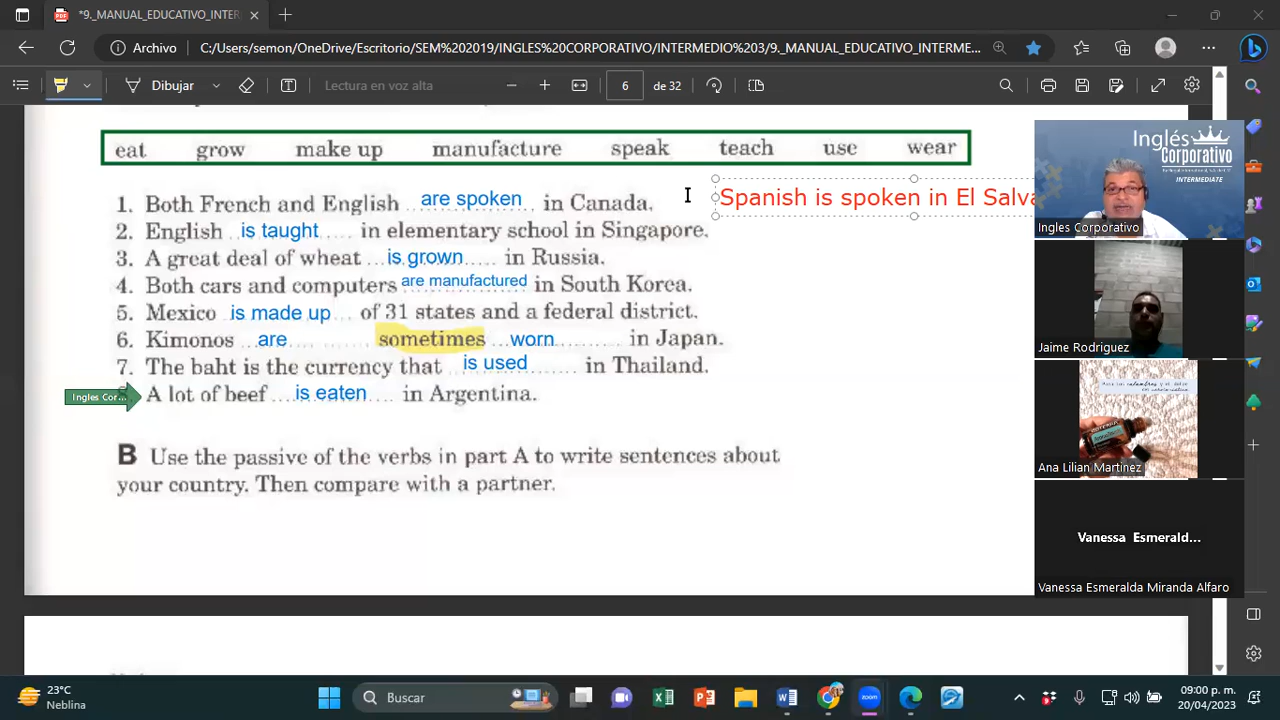 *9._MANUAL_EDUCATIVO_INTERMEI
Archivo C:/Users/semon/OneDrive/Escritorio/SEM%202019/INGLES%20CORPORATIVO/INTERMEDIO%203/9._MANUAL_EDUCATIVO_INTERME...
Dibujar Lectura en voz alta 6 de 32
eat grow make up manufacture speak teach use wear
1. Both French and English are spoken in Canada.
Spanish is spoken in El Salva
2. English is taught in elementary school in Singapore.
3. A great deal of wheat is grown in Russia.
4. Both cars and computers are manufactured in South Korea.
5. Mexico is made up of 31 states and a federal district.
6. Kimonos are sometimes worn in Japan.
7. The baht is the currency that is used in Thailand.
Ingles Cor... A lot of beef is eaten in Argentina.
B Use the passive of the verbs in part A to write sentences about
your country. Then compare with a partner.
Inglés
Corporativo
INTERMEDIATE
Ingles Corporativo
Jaime Rodriguez
Ana Lilian Martinez
Vanessa Esmerald...
Vanessa Esmeralda Miranda Alfaro
23°C
Neblina
Buscar
09:00 p. m.
20/04/2023